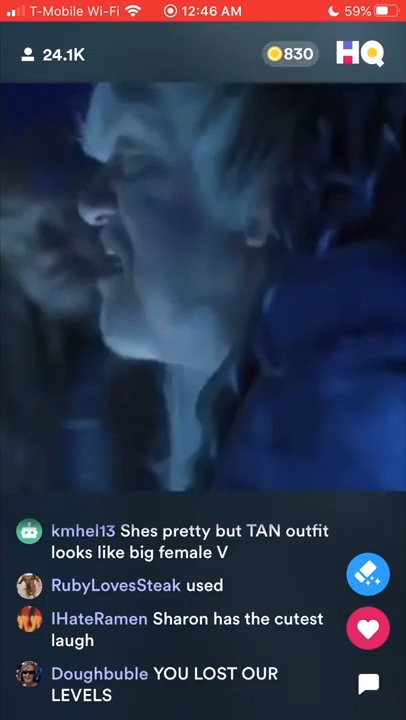 T-Mobile Wi-Fi 12:46 AM 59%
24.1K 830 HQ
kmhel13 Shes pretty but TAN outfit
looks like big female V
RubyLovesSteak used
IHateRamen Sharon has the cutest
laugh
Doughbuble YOU LOST OUR
LEVELS